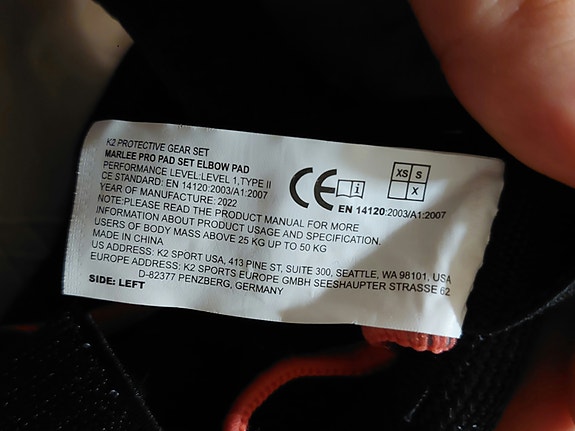 K2 PROTECTIVE GEAR SET
MARLEE PRO PAD SET ELBOW PAD
PERFORMANCE LEVEL:LEVEL 1,TYPE II
CE STANDARD: EN 14120:2003/A1:2007
YEAR OF MANUFACTURE: 2022
NOTE:PLEASE READ THE PRODUCT MANUAL FOR MORE
INFORMATION ABOUT PRODUCT USAGE AND SPECIFICATION.
USERS OF BODY MASS ABOVE 25 KG UP TO 50 KG
MADE IN CHINA
US ADDRESS: K2 SPORT USA, 413 PINE ST, SUITE 300, SEATTLE, WA 98101, USA
EUROPE ADDRESS: K2 SPORTS EUROPE GMBH SEESHAUPTER STRASSE 62
D-82377 PENZBERG, GERMANY
SIDE: LEFT
CE i
EN 14120:2003/A1:2007
XS S
X